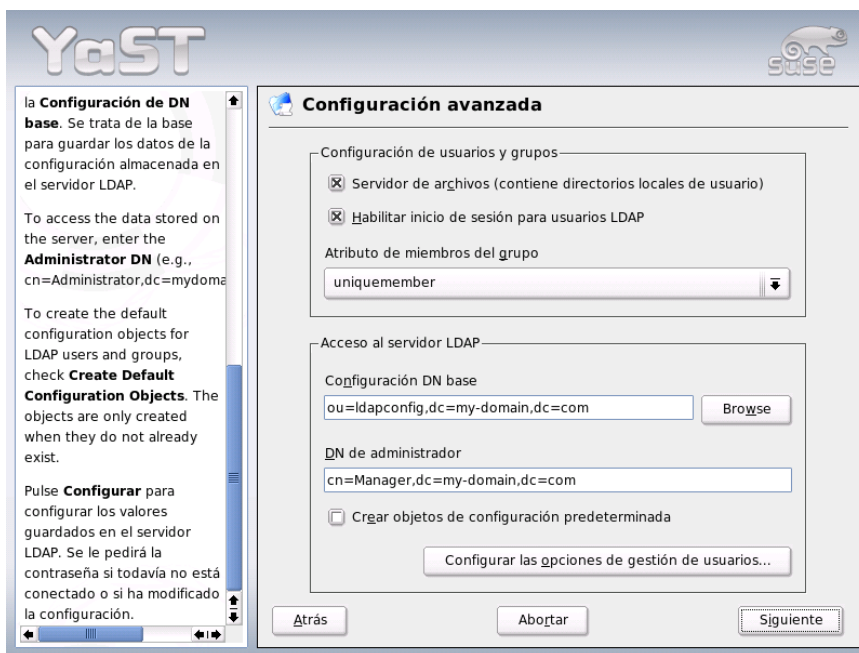 YaST
suse
la Configuración de DN
base. Se trata de la base
para guardar los datos de la
configuración almacenada en
el servidor LDAP.
To access the data stored on
the server, enter the
Administrator DN (e.g.,
cn=Administrator,dc=mydoma
To create the default
configuration objects for
LDAP users and groups,
check Create Default
Configuration Objects. The
objects are only created
when they do not already
exist.
Pulse Configurar para
configurar los valores
guardados en el servidor
LDAP. Se le pedirá la
contraseña si todavía no está
conectado o si ha modificado
la configuración.
Configuración avanzada
Configuración de usuarios y grupos
Servidor de archivos (contiene directorios locales de usuario)
Habilitar inicio de sesión para usuarios LDAP
Atributo de miembros del grupo
uniquemember
Acceso al servidor LDAP
Configuración DN base
ou=ldapconfig,dc=my-domain,dc=com
Browse
DN de administrador
cn=Manager,dc=my-domain,dc=com
Crear objetos de configuración predeterminada
Configurar las opciones de gestión de usuarios...
Atrás
Abortar
Siguiente